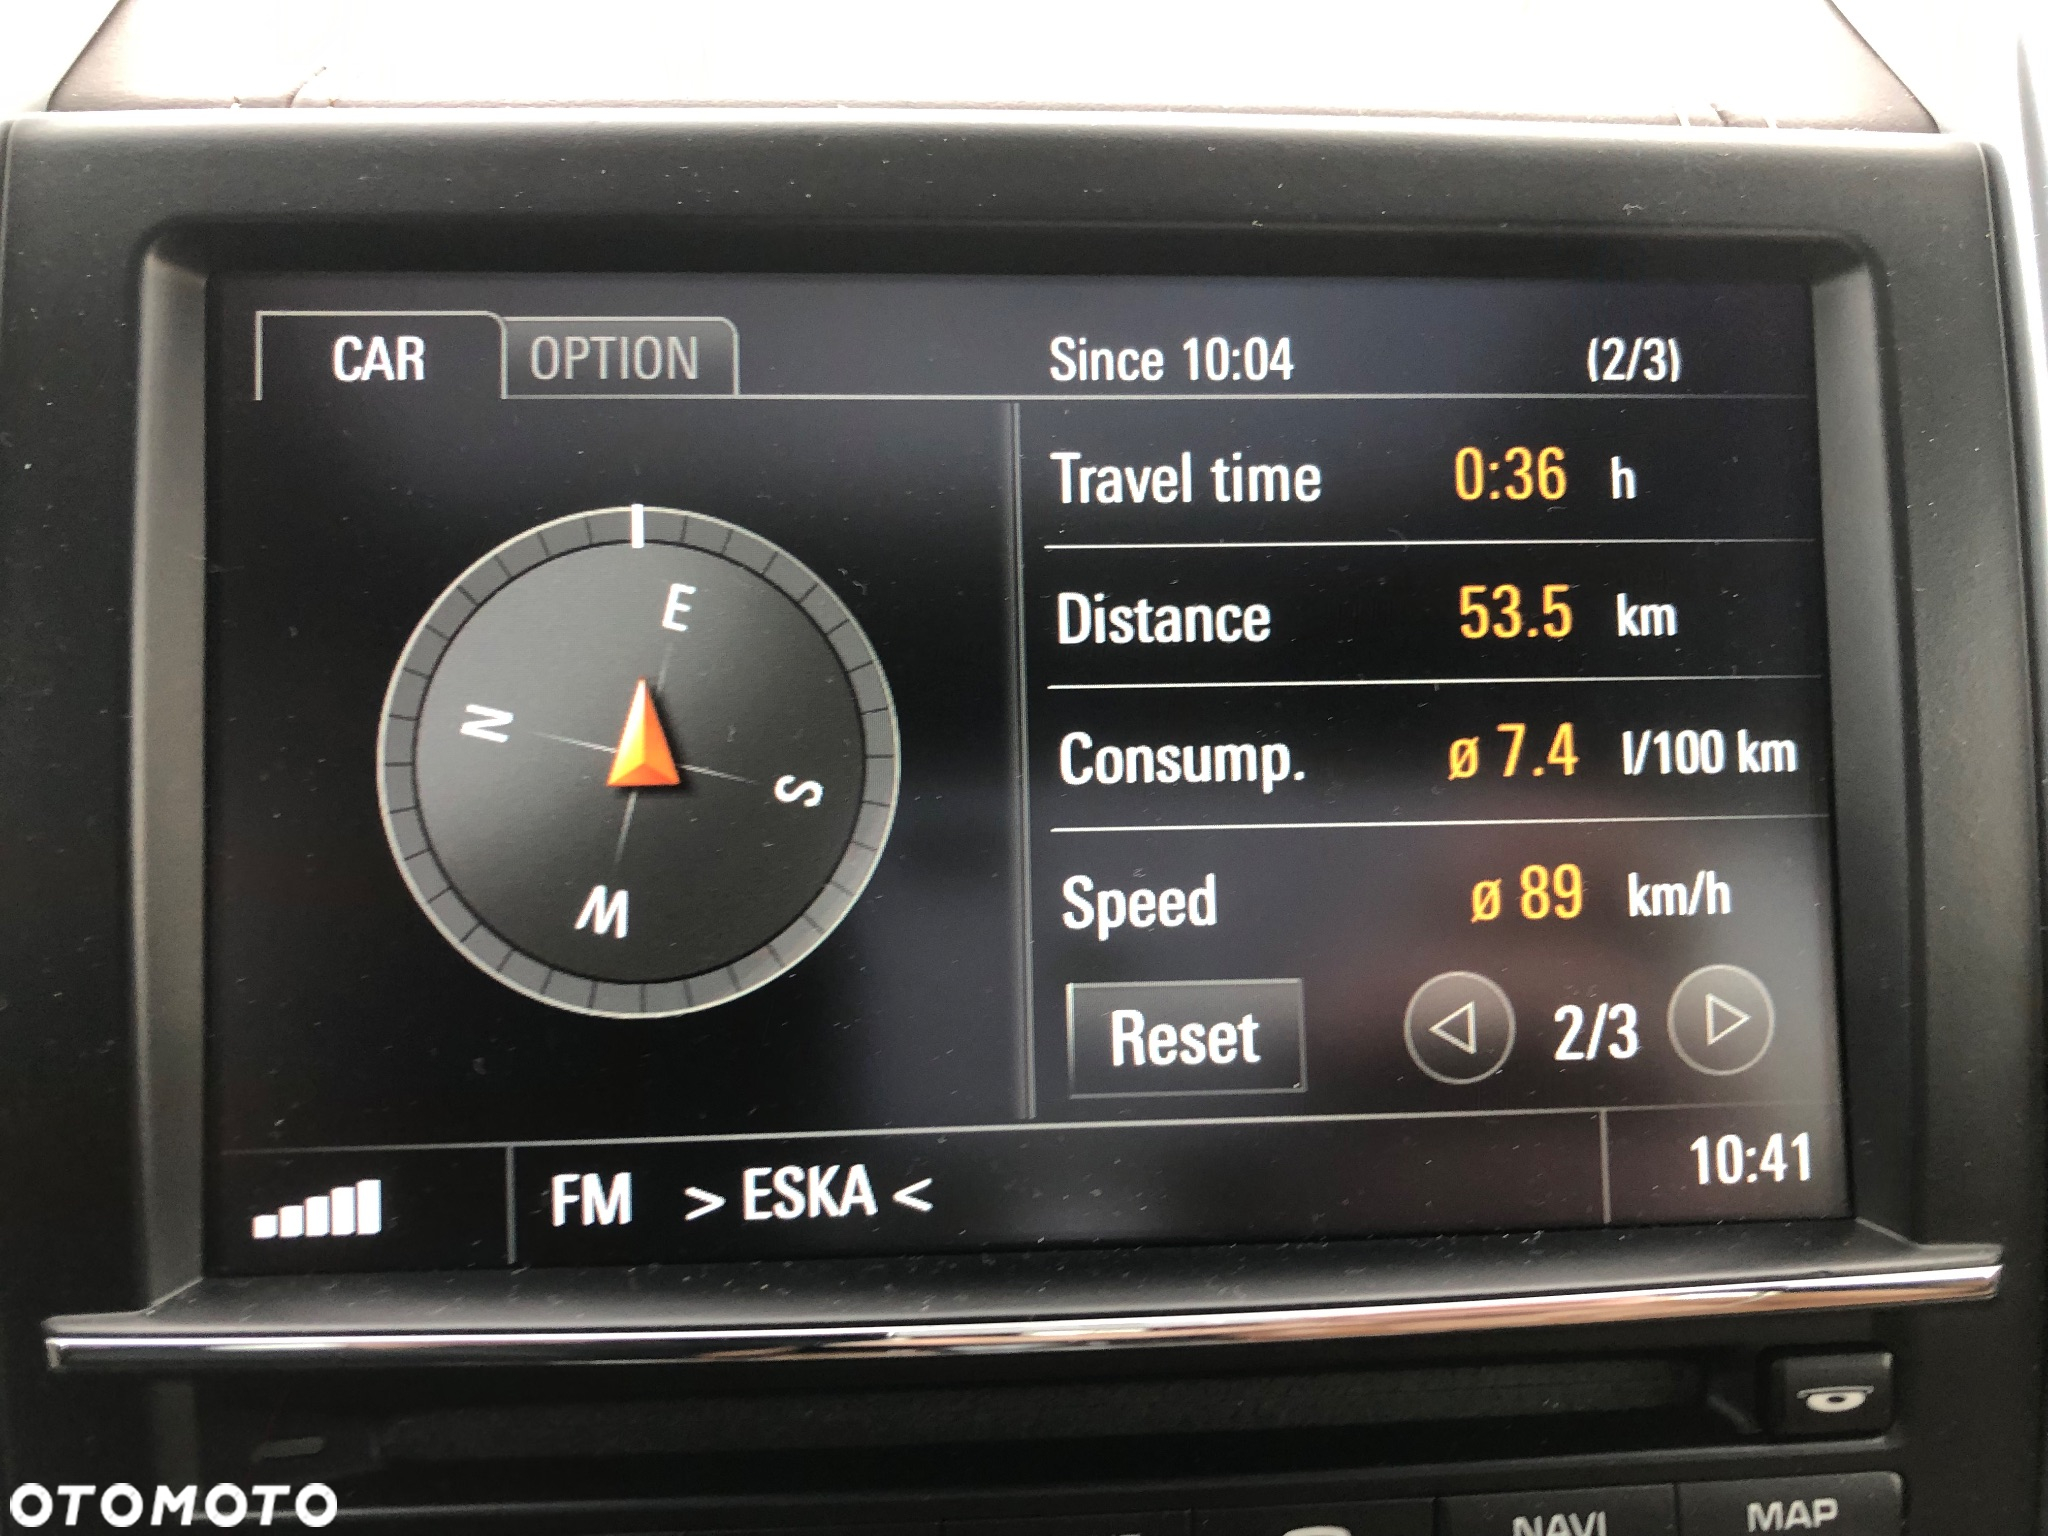 CAR OPTION Since 10:04 (2/3)
Travel time 0:36 h
Distance 53.5 km
Consump. ø 7.4 l/100 km
Speed ø 89 km/h
E
N
S
W
Reset 2/3
FM > ESKA < 10:41
NAVI MAP
OTOMOTO